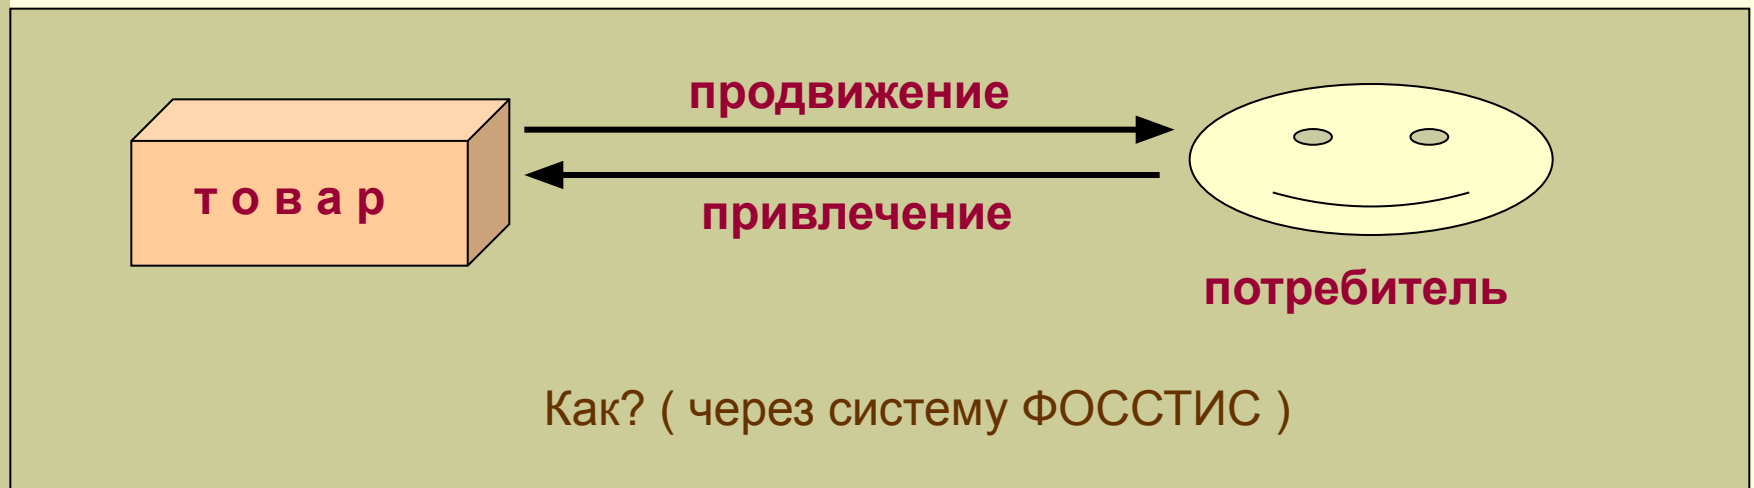 продвижение
т о в а р
привлечение
потребитель
Как? ( через систему ФОССТИС )